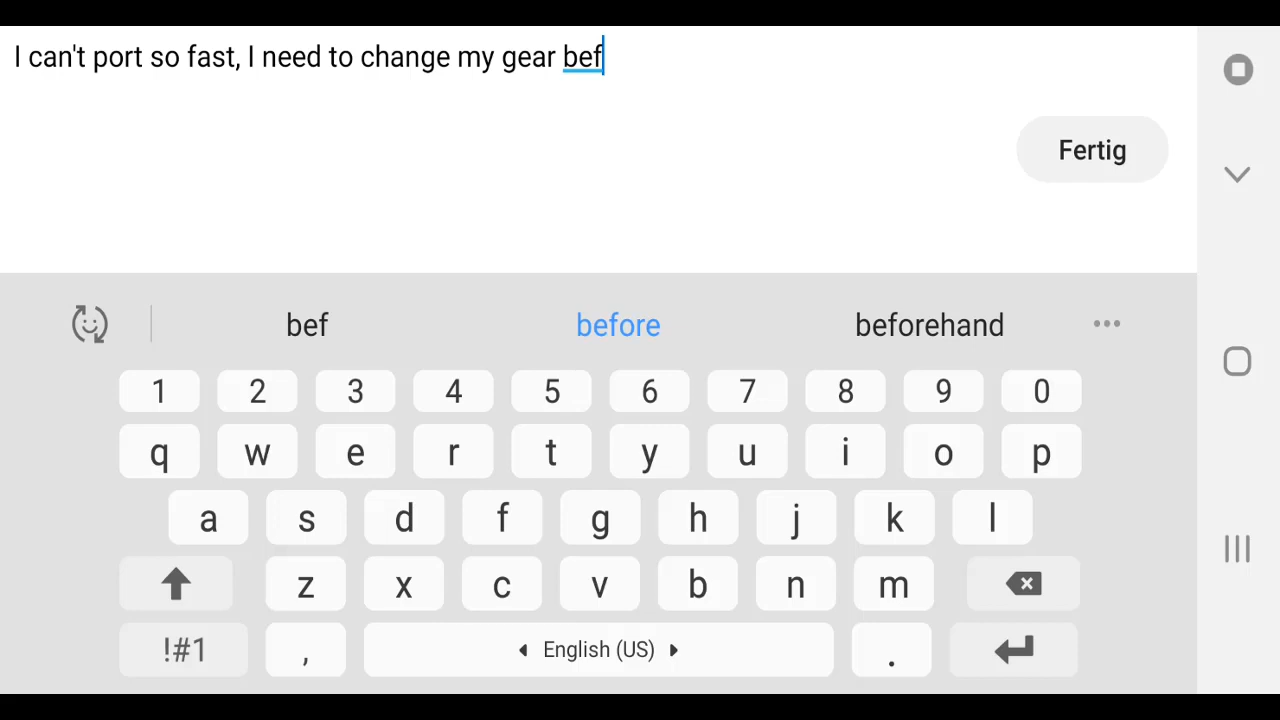 I can't port so fast, I need to change my gear bef
Fertig
bef before beforehand
1 2 3 4 5 6 7 8 9 0
q w e r t y u i o p
a s d f g h j k l
z x c v b n m
!#1 , English (US) .